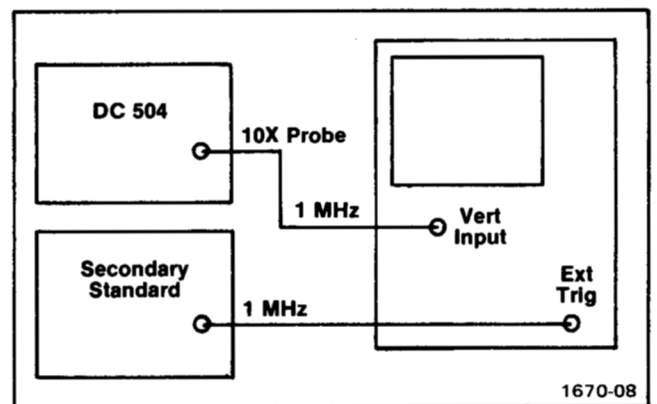 DC 504
10X Probe
1 MHz
Vert
Input
Secondary
Standard
1 MHz
Ext
Trig
1670-08